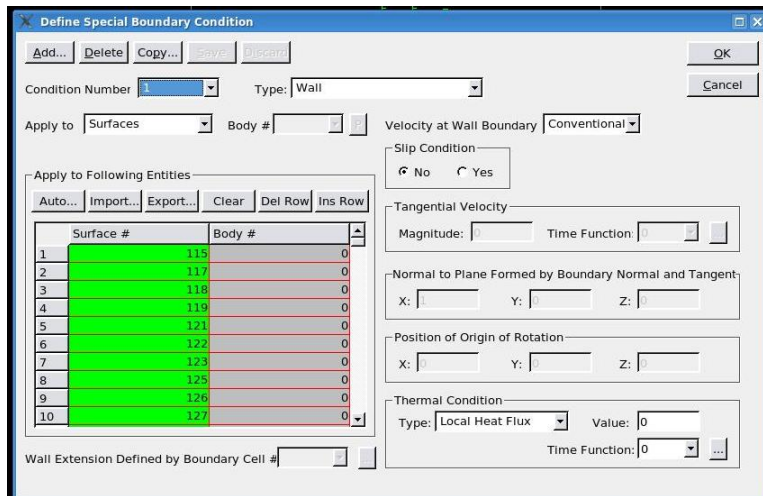 Define Special Boundary Condition
Add... Delete Copy... Save Discard OK
Condition Number 1 Type: Wall Cancel
Apply to Surfaces Body # P Velocity at Wall Boundary Conventional
Slip Condition
No Yes
Apply to Following Entities
Auto... Import... Export... Clear Del Row Ins Row
Tangential Velocity
Magnitude: 0 Time Function: 0 ...
Surface # Body #
1 115 0
2 117 0
3 118 0
4 119 0
5 121 0
6 122 0
7 123 0
8 125 0
9 126 0
10 127 0
Normal to Plane Formed by Boundary Normal and Tangent
X: 1 Y: 0 Z: 0
Position of Origin of Rotation
X: 0 Y: 0 Z: 0
Thermal Condition
Type: Local Heat Flux Value: 0
Time Function: 0 ...
Wall Extension Defined by Boundary Cell #